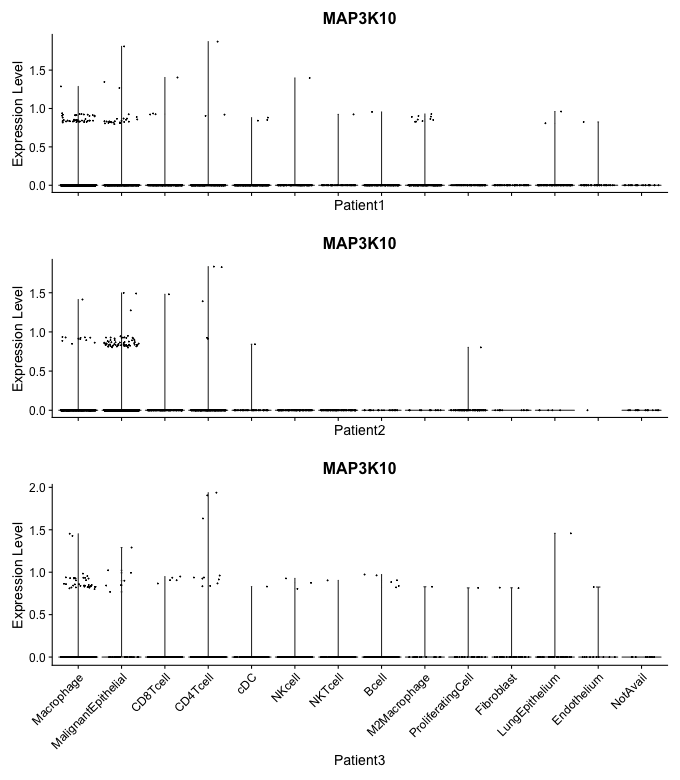 MAP3K10
Expression Level
1.5
1.0
0.5
0.0
Patient1
MAP3K10
Expression Level
1.5
1.0
0.5
0.0
Patient2
MAP3K10
Expression Level
2.0
1.5
1.0
0.5
0.0
Macrophage
MalignantEpithelial
CD8Tcell
CD4Tcell
cDC
NKcell
NKTcell
Bcell
M2Macrophage
ProliferatingCell
Fibroblast
LungEpithelium
Endothelium
NotAvail
Patient3